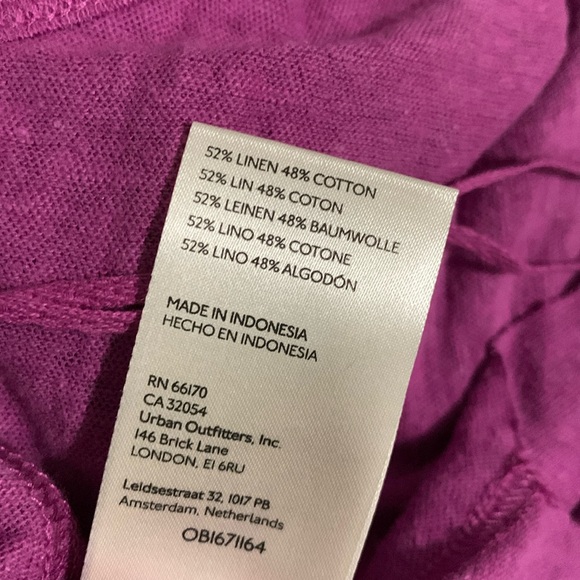 52% LINEN 48% COTTON
52% LIN 48% COTON
52% LEINEN 48% BAUMWOLLE
52% LINO 48% COTONE
52% LINO 48% ALGODÓN
MADE IN INDONESIA
HECHO EN INDONESIA
RN 66170
CA 32054
Urban Outfitters, Inc.
146 Brick Lane
LONDON, E1 6RU
Leidsestraat 32, 1017 PB
Amsterdam, Netherlands
OB1671164